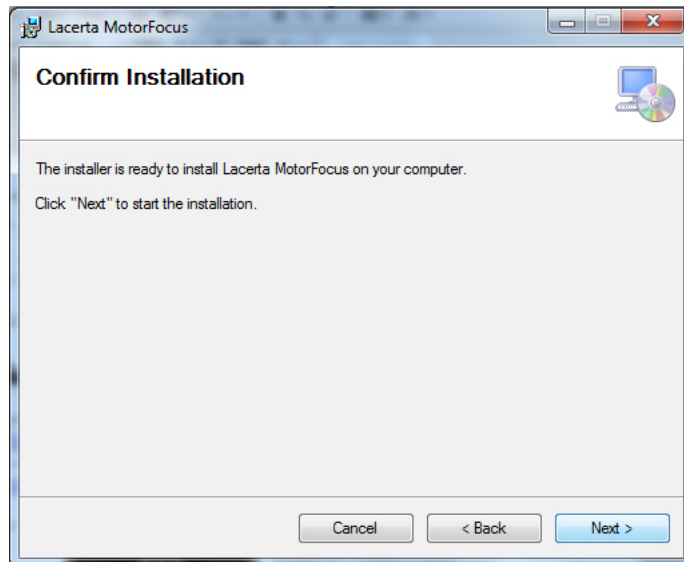 Lacerta MotorFocus
Confirm Installation
The installer is ready to install Lacerta MotorFocus on your computer.
Click "Next" to start the installation.
Cancel
< Back
Next >